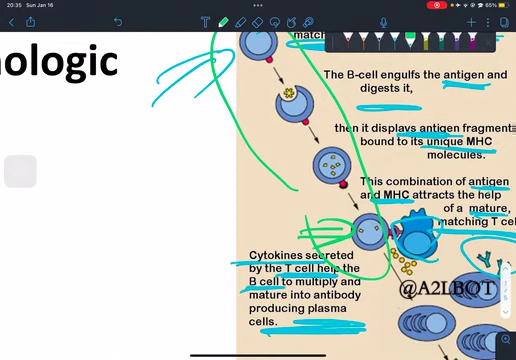 20:35 Sun Jan 16
65%
ologic
The B-cell engulfs the antigen and
digests it,
then it displays antigen fragments
bound to its unique MHC
molecules.
This combination of antigen
and MHC attracts the help
of a mature,
matching T cell
Cytokines secreted
by the T cell help the
B cell to multiply and
mature into antibody
producing plasma
cells.
@A2LBOT